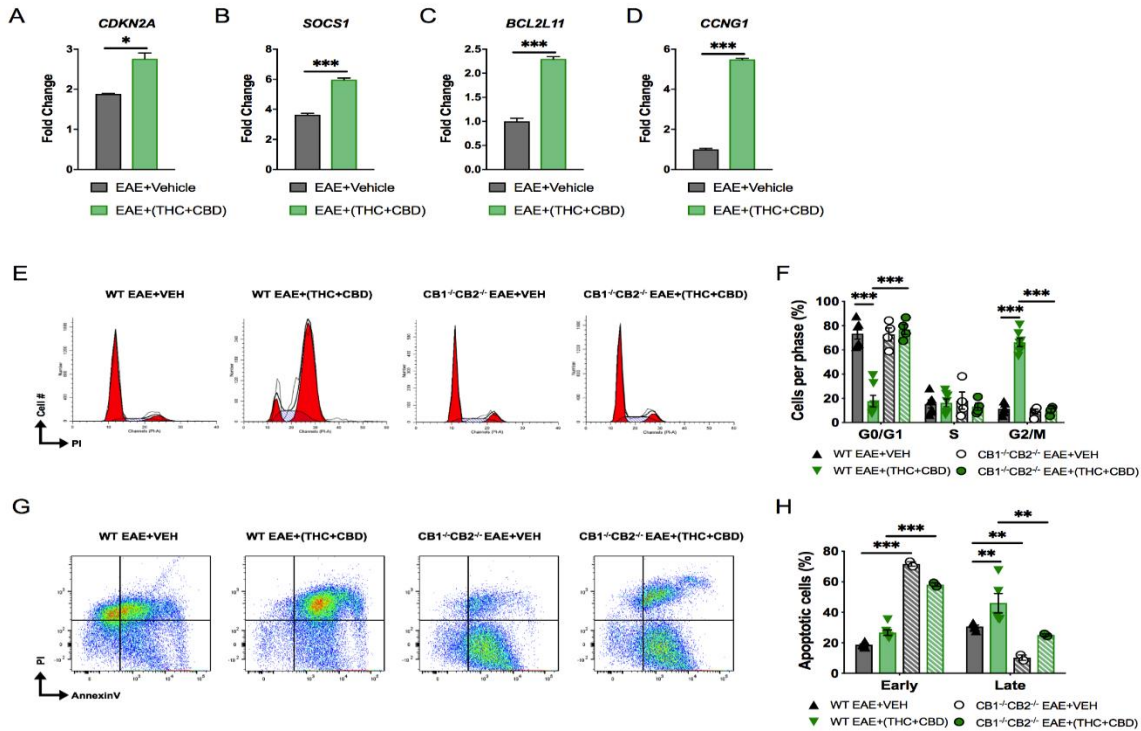 A
CDKN2A
*
Fold Change
3
2
1
0
EAE+Vehicle
EAE+(THC+CBD)
B
SOCS1
***
Fold Change
8
6
4
2
0
EAE+Vehicle
EAE+(THC+CBD)
C
BCL2L11
***
Fold Change
2.5
2.0
1.5
1.0
0.5
0.0
EAE+Vehicle
EAE+(THC+CBD)
D
CCNG1
***
Fold Change
6
4
2
0
EAE+Vehicle
EAE+(THC+CBD)
E
WT EAE+VEH
WT EAE+(THC+CBD)
CB1-/-CB2-/- EAE+VEH
CB1-/-CB2-/- EAE+(THC+CBD)
Cell #
PI
F
Cells per phase (%)
100
80
60
40
20
0
***
***
***
***
G0/G1
S
G2/M
WT EAE+VEH
CB1-/-CB2-/- EAE+VEH
WT EAE+(THC+CBD)
CB1-/-CB2-/- EAE+(THC+CBD)
G
WT EAE+VEH
WT EAE+(THC+CBD)
CB1-/-CB2-/- EAE+VEH
CB1-/-CB2-/- EAE+(THC+CBD)
PI
AnnexinV
H
Apoptotic cells (%)
80
60
40
20
0
***
***
**
**
**
Early
Late
WT EAE+VEH
CB1-/-CB2-/- EAE+VEH
WT EAE+(THC+CBD)
CB1-/-CB2-/- EAE+(THC+CBD)